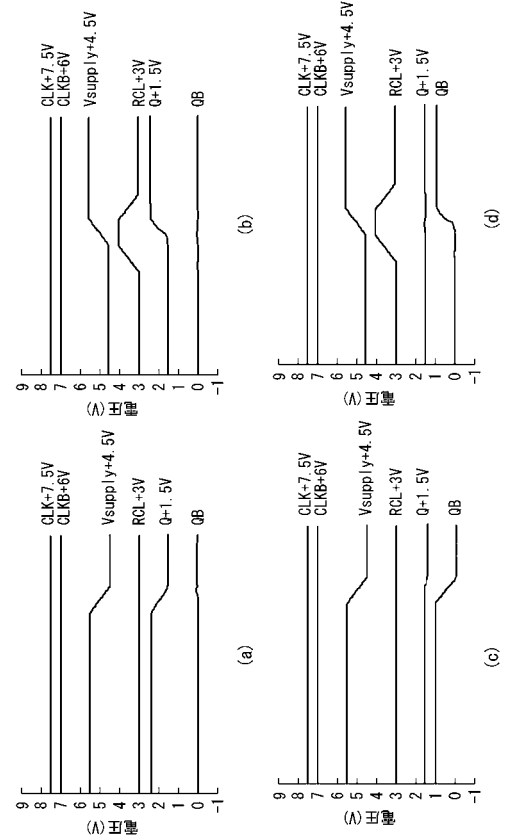 電圧(V)
9
8
7
6
5
4
3
2
1
0
-1
CLK+7.5V
CLKB+6V
Vsupply+4.5V
RCL+3V
Q+1.5V
QB
(a)
電圧(V)
9
8
7
6
5
4
3
2
1
0
-1
CLK+7.5V
CLKB+6V
Vsupply+4.5V
RCL+3V
Q+1.5V
QB
(b)
電圧(V)
9
8
7
6
5
4
3
2
1
0
-1
CLK+7.5V
CLKB+6V
Vsupply+4.5V
RCL+3V
Q+1.5V
QB
(c)
電圧(V)
9
8
7
6
5
4
3
2
1
0
-1
CLK+7.5V
CLKB+6V
Vsupply+4.5V
RCL+3V
Q+1.5V
QB
(d)